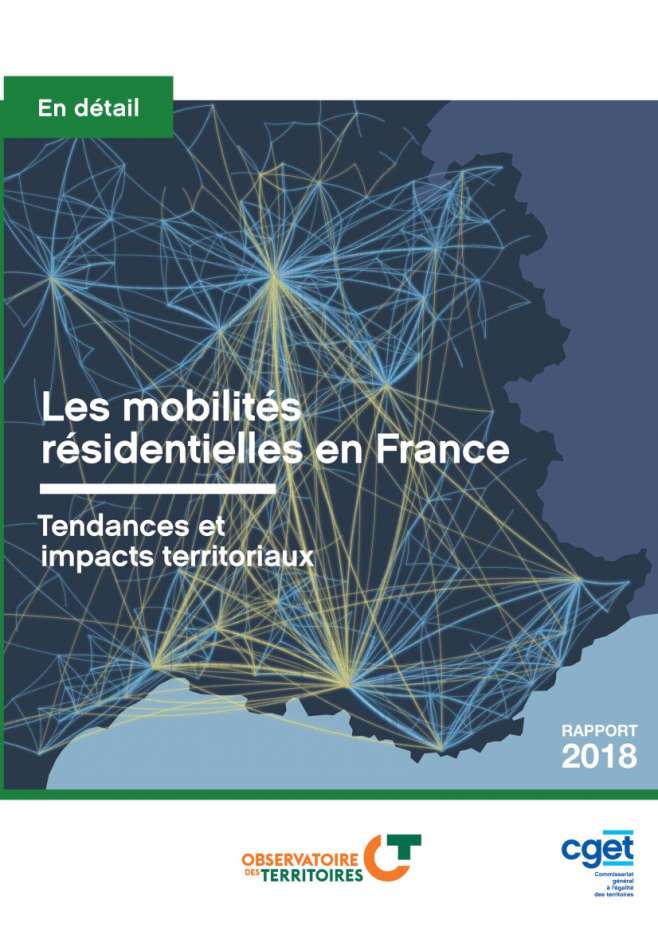 En détail
Les mobilités
résidentielles en France
Tendances et
impacts territoriaux
RAPPORT
2018
OBSERVATOIRE
DES TERRITOIRES
CT
cget
Commissariat
général
à l'égalité
des territoires